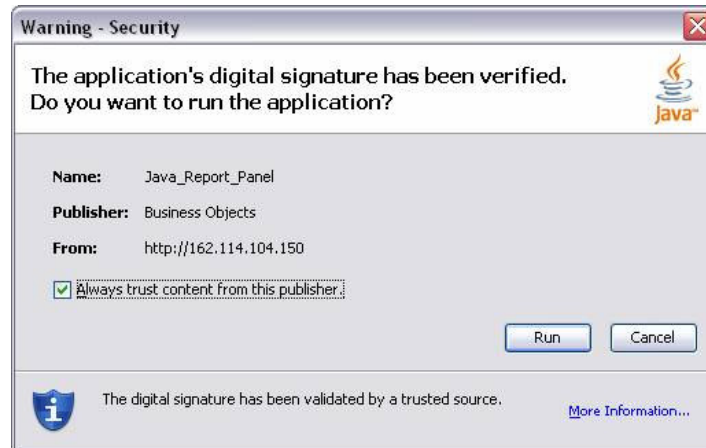 Warning - Security
The application's digital signature has been verified.
Do you want to run the application?
Java
Name: Java_Report_Panel
Publisher: Business Objects
From: http://162.114.104.150
Always trust content from this publisher.
Run Cancel
The digital signature has been validated by a trusted source.
More Information...